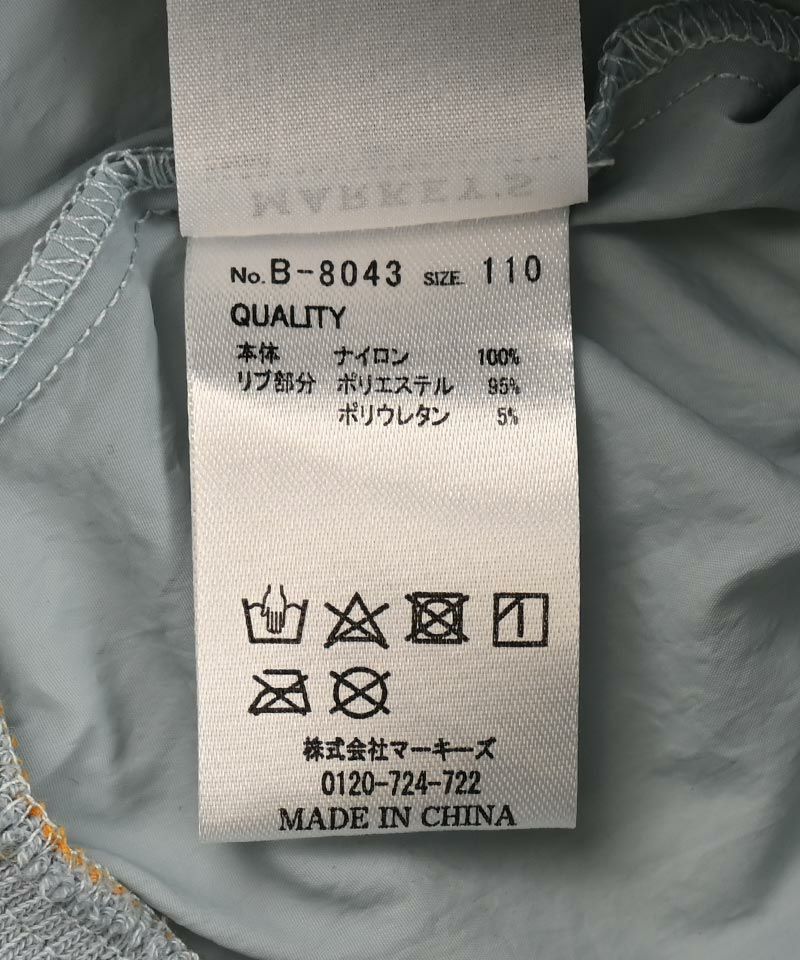 MARKEY'S
No. B-8043 SIZE. 110
QUALITY
本体 ナイロン 100%
リブ部分 ポリエステル 95%
ポリウレタン 5%
株式会社マーキーズ
0120-724-722
MADE IN CHINA